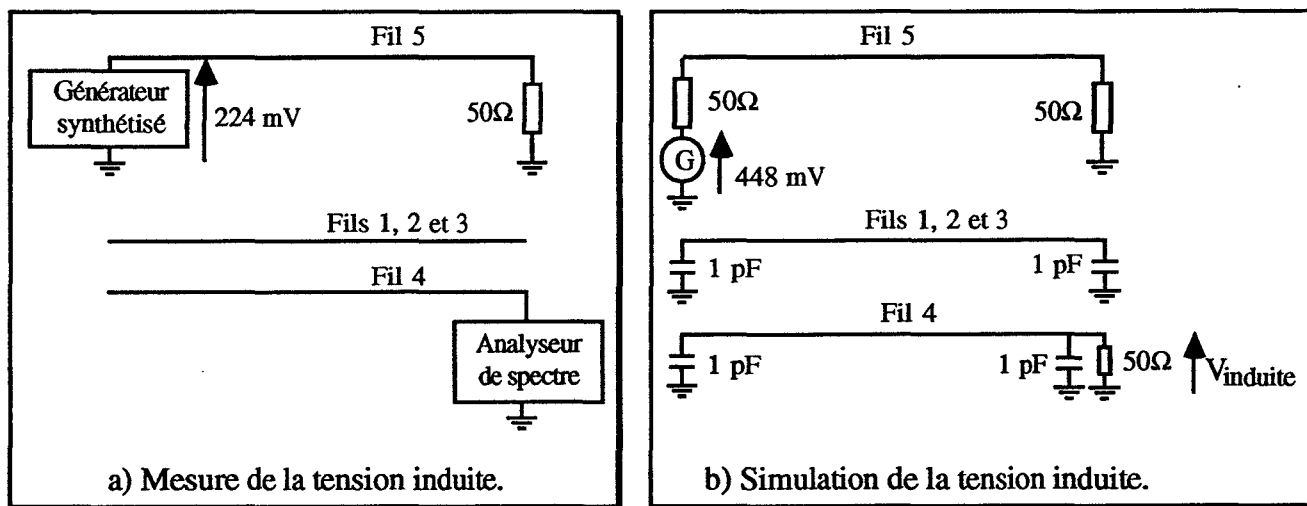 Fil 5
Générateur
synthétisé
224 mV
50Ω
Fils 1, 2 et 3
Fil 4
Analyseur
de spectre
a) Mesure de la tension induite.
Fil 5
50Ω
50Ω
G
448 mV
Fils 1, 2 et 3
1 pF
1 pF
Fil 4
1 pF
1 pF
50Ω
Vinduite
b) Simulation de la tension induite.